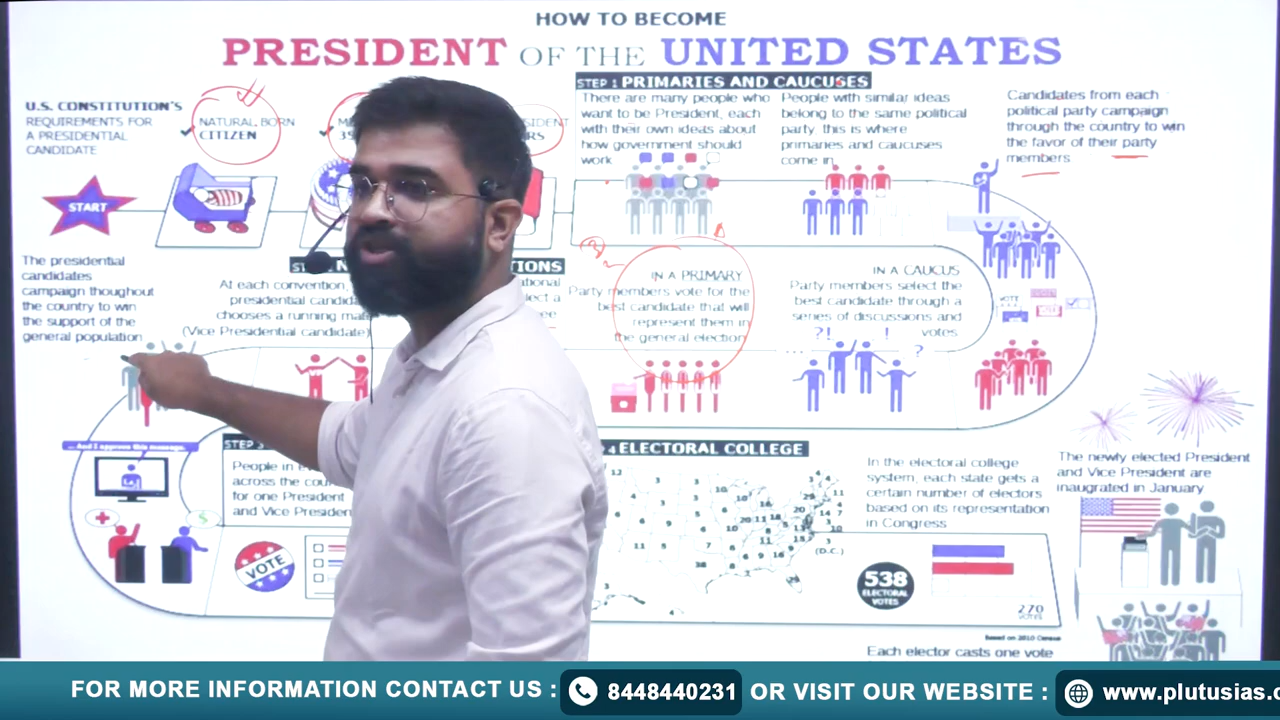 HOW TO BECOME
PRESIDENT OF THE UNITED STATES
U.S. CONSTITUTION'S
REQUIREMENTS FOR
A PRESIDENTIAL
CANDIDATE
NATURAL BORN
CITIZEN
START
STEP 1 PRIMARIES AND CAUCUSES
There are many people who
want to be President, each
with their own ideas about
how government should
work
People with similar ideas
belong to the same political
party. this is where
primaries and caucuses
come in
Candidates from each
political party campaign
through the country to win
the favor of their party
members
IN A CAUCUS
Party members select the
best candidate through a
series of discussions and
votes
?! ! ?
VOTE
IN A PRIMARY
Party members vote for the
best candidate that will
represent them in
the general election
At each convention,
presidential
chooses a running
(Vice Presidential candidate)
The presidential
candidates
campaign thoughout
the country to win
the support of the
general population
... And I approve this message.
$
STEP
People in
across the
for one President
and Vice
VOTE
4 ELECTORAL COLLEGE
(D.C.)
In the electoral college
system, each state gets a
certain number of electors
based on its representation
in Congress
538
ELECTORAL
VOTES
270
VOTES
Based on 2010 Census
Each elector casts one vote
The newly elected President
and Vice President are
inaugrated in January
FOR MORE INFORMATION CONTACT US : 8448440231 OR VISIT OUR WEBSITE : www.plutusias.c